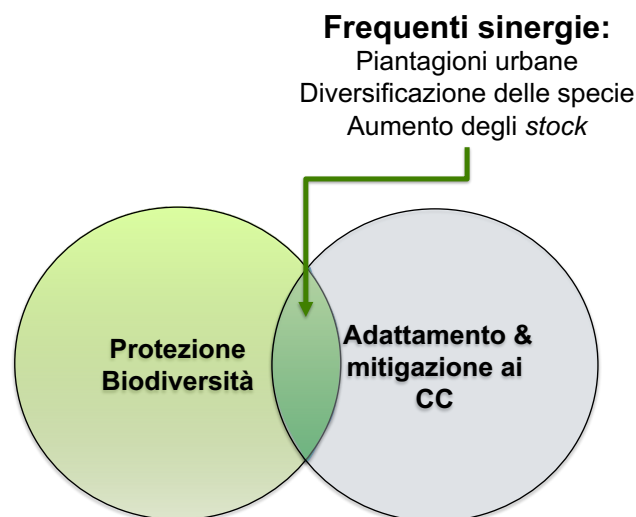 Frequenti sinergie:
Piantagioni urbane
Diversificazione delle specie
Aumento degli stock
Protezione
Biodiversità
Adattamento &
mitigazione ai
CC